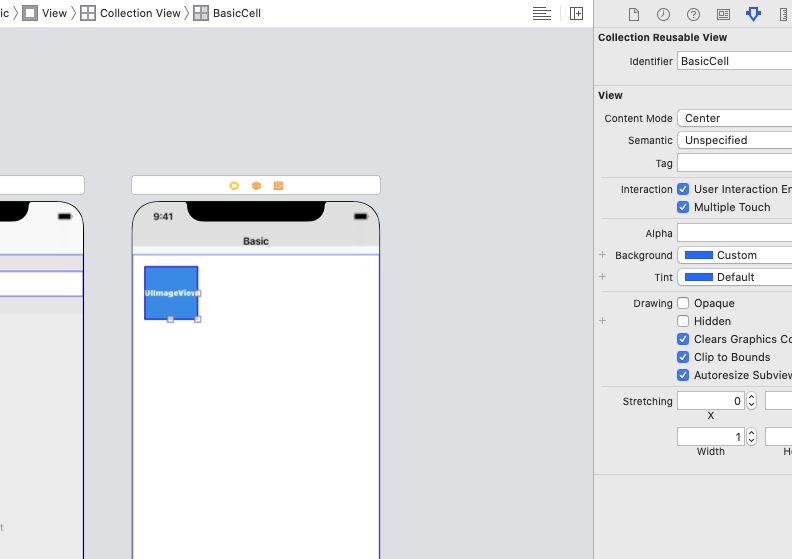 ic View Collection View BasicCell
Collection Reusable View
Identifier BasicCell
View
Content Mode Center
Semantic Unspecified
Tag
Interaction User Interaction En
Multiple Touch
9:41
Alpha
Basic
Background Custom
Tint Default
UIImageView
Drawing Opaque
Hidden
Clears Graphics Co
Clip to Bounds
Autoresize Subview
Stretching 0
X
1
Width He
t